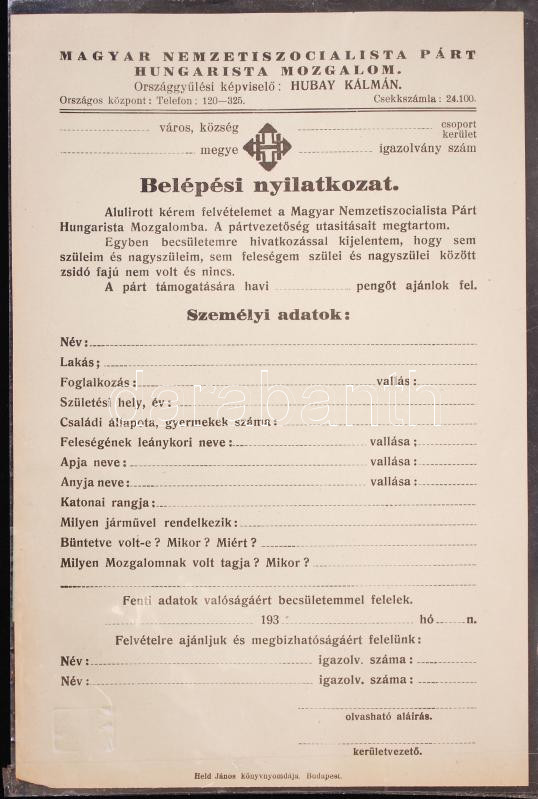 MAGYAR NEMZETISZOCIALISTA PÁRT
HUNGARISTA MOZGALOM.
Országgyűlési képviselő: HUBAY KÁLMÁN.
Országos központ: Telefon: 120—325. Csekkszámla: 24.100.
város, község csoport
kerület
megye igazolvány szám
Belépési nyilatkozat.
Alulirott kérem felvételemet a Magyar Nemzetiszocialista Párt
Hungarista Mozgalomba. A pártvezetőség utasításait megtartom.
Egyben becsületemre hivatkozással kijelentem, hogy sem
szüleim és nagyszüleim, sem feleségem szülei és nagyszülei között
zsidó fajú nem volt és nincs.
A párt támogatására havi pengőt ajánlok fel.
Személyi adatok:
Név:
Lakás;
Foglalkozás: vallás:
Születési hely, év:
Családi állapota, gyermekek száma:
Feleségének leánykori neve: vallása;
Apja neve: vallása:
Anyja neve: vallása:
Katonai rangja:
Milyen járművel rendelkezik:
Büntetve volt-e? Mikor? Miért?
Milyen Mozgalomnak volt tagja? Mikor?
Fenti adatok valóságáért becsületemmel felelek.
193 hó n.
Felvételre ajánljuk és megbizhatóságáért felelünk:
Név: igazolv. száma:
Név: igazolv. száma:
olvasható aláirás.
kerületvezető.
Held János könyvnyomdája, Budapest.
darabanth